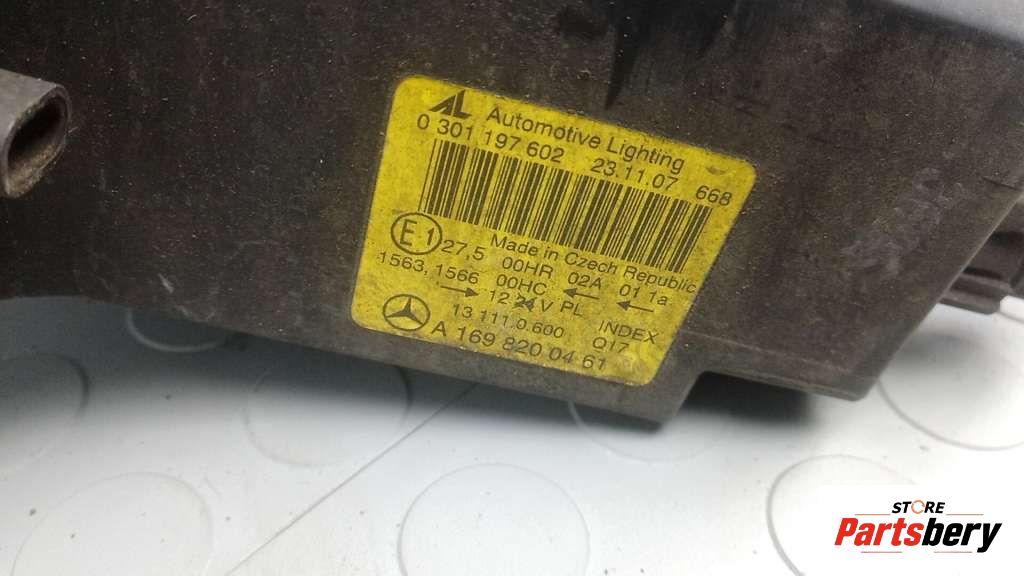 AL Automotive Lighting
0 301 197 602 23.11.07 668
Made in Czech Republic
E1 27,5 00HR 02A 01 1a
1563, 1566 00HC
12 24V PL INDEX
13.111.0.600 Q17
A 169 820 04 61
STORE
Partsbery